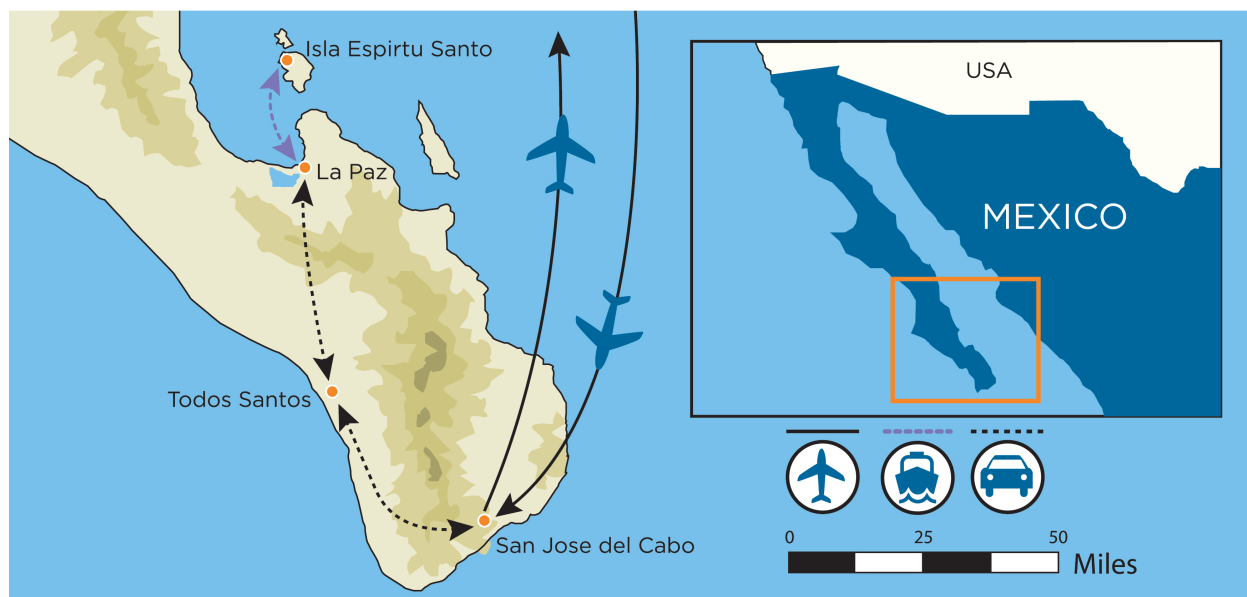 Isla Espirtu Santo
La Paz
Todos Santos
San Jose del Cabo
USA
MEXICO
0 25 50
Miles